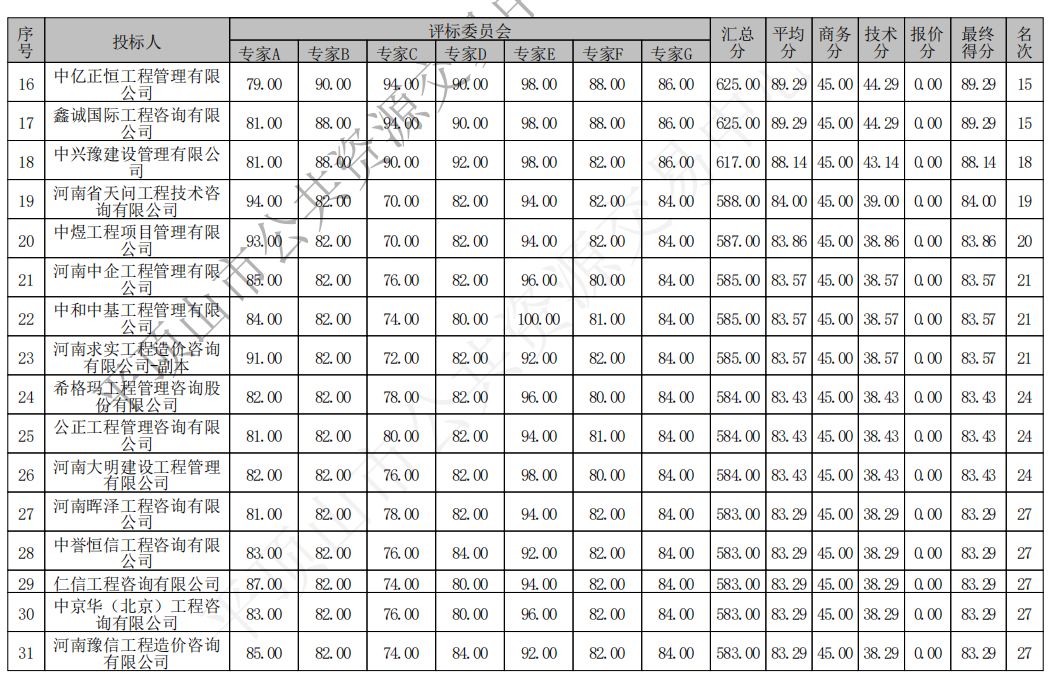 序号 投标人 评标委员会 汇总分 平均分 商务分 技术分 报价分 最终得分 名次
专家A 专家B 专家C 专家D 专家E 专家F 专家G
16 中亿正恒工程管理有限公司 79.00 90.00 94.00 90.00 98.00 88.00 86.00 625.00 89.29 45.00 44.29 0.00 89.29 15
17 鑫诚国际工程咨询有限公司 81.00 88.00 94.00 90.00 98.00 88.00 86.00 625.00 89.29 45.00 44.29 0.00 89.29 15
18 中兴豫建设管理有限公司 81.00 88.00 90.00 92.00 98.00 82.00 86.00 617.00 88.14 45.00 43.14 0.00 88.14 18
19 河南省天问工程技术咨询有限公司 94.00 82.00 70.00 82.00 94.00 82.00 84.00 588.00 84.00 45.00 39.00 0.00 84.00 19
20 中煜工程项目管理有限公司 93.00 82.00 70.00 82.00 94.00 82.00 84.00 587.00 83.86 45.00 38.86 0.00 83.86 20
21 河南中企工程管理有限公司 85.00 82.00 76.00 82.00 96.00 80.00 84.00 585.00 83.57 45.00 38.57 0.00 83.57 21
22 中和中基工程管理有限公司 84.00 82.00 74.00 80.00 100.00 81.00 84.00 585.00 83.57 45.00 38.57 0.00 83.57 21
23 河南求实工程造价咨询有限公司-副本 91.00 82.00 72.00 82.00 92.00 82.00 84.00 585.00 83.57 45.00 38.57 0.00 83.57 21
24 希格玛工程管理咨询股份有限公司 82.00 82.00 78.00 82.00 96.00 80.00 84.00 584.00 83.43 45.00 38.43 0.00 83.43 24
25 公正工程管理咨询有限公司 81.00 82.00 80.00 82.00 94.00 81.00 84.00 584.00 83.43 45.00 38.43 0.00 83.43 24
26 河南大明建设工程管理有限公司 82.00 82.00 76.00 82.00 98.00 80.00 84.00 584.00 83.43 45.00 38.43 0.00 83.43 24
27 河南晖泽工程咨询有限公司 81.00 82.00 78.00 82.00 94.00 82.00 84.00 583.00 83.29 45.00 38.29 0.00 83.29 27
28 中誉恒信工程咨询有限公司 83.00 82.00 76.00 84.00 92.00 82.00 84.00 583.00 83.29 45.00 38.29 0.00 83.29 27
29 仁信工程咨询有限公司 87.00 82.00 74.00 80.00 94.00 82.00 84.00 583.00 83.29 45.00 38.29 0.00 83.29 27
30 中京华（北京）工程咨询有限公司 83.00 82.00 76.00 80.00 96.00 82.00 84.00 583.00 83.29 45.00 38.29 0.00 83.29 27
31 河南豫信工程造价咨询有限公司 85.00 82.00 74.00 84.00 92.00 82.00 84.00 583.00 83.29 45.00 38.29 0.00 83.29 27
平顶山市公共资源交易中
平顶山市公共资源交易中